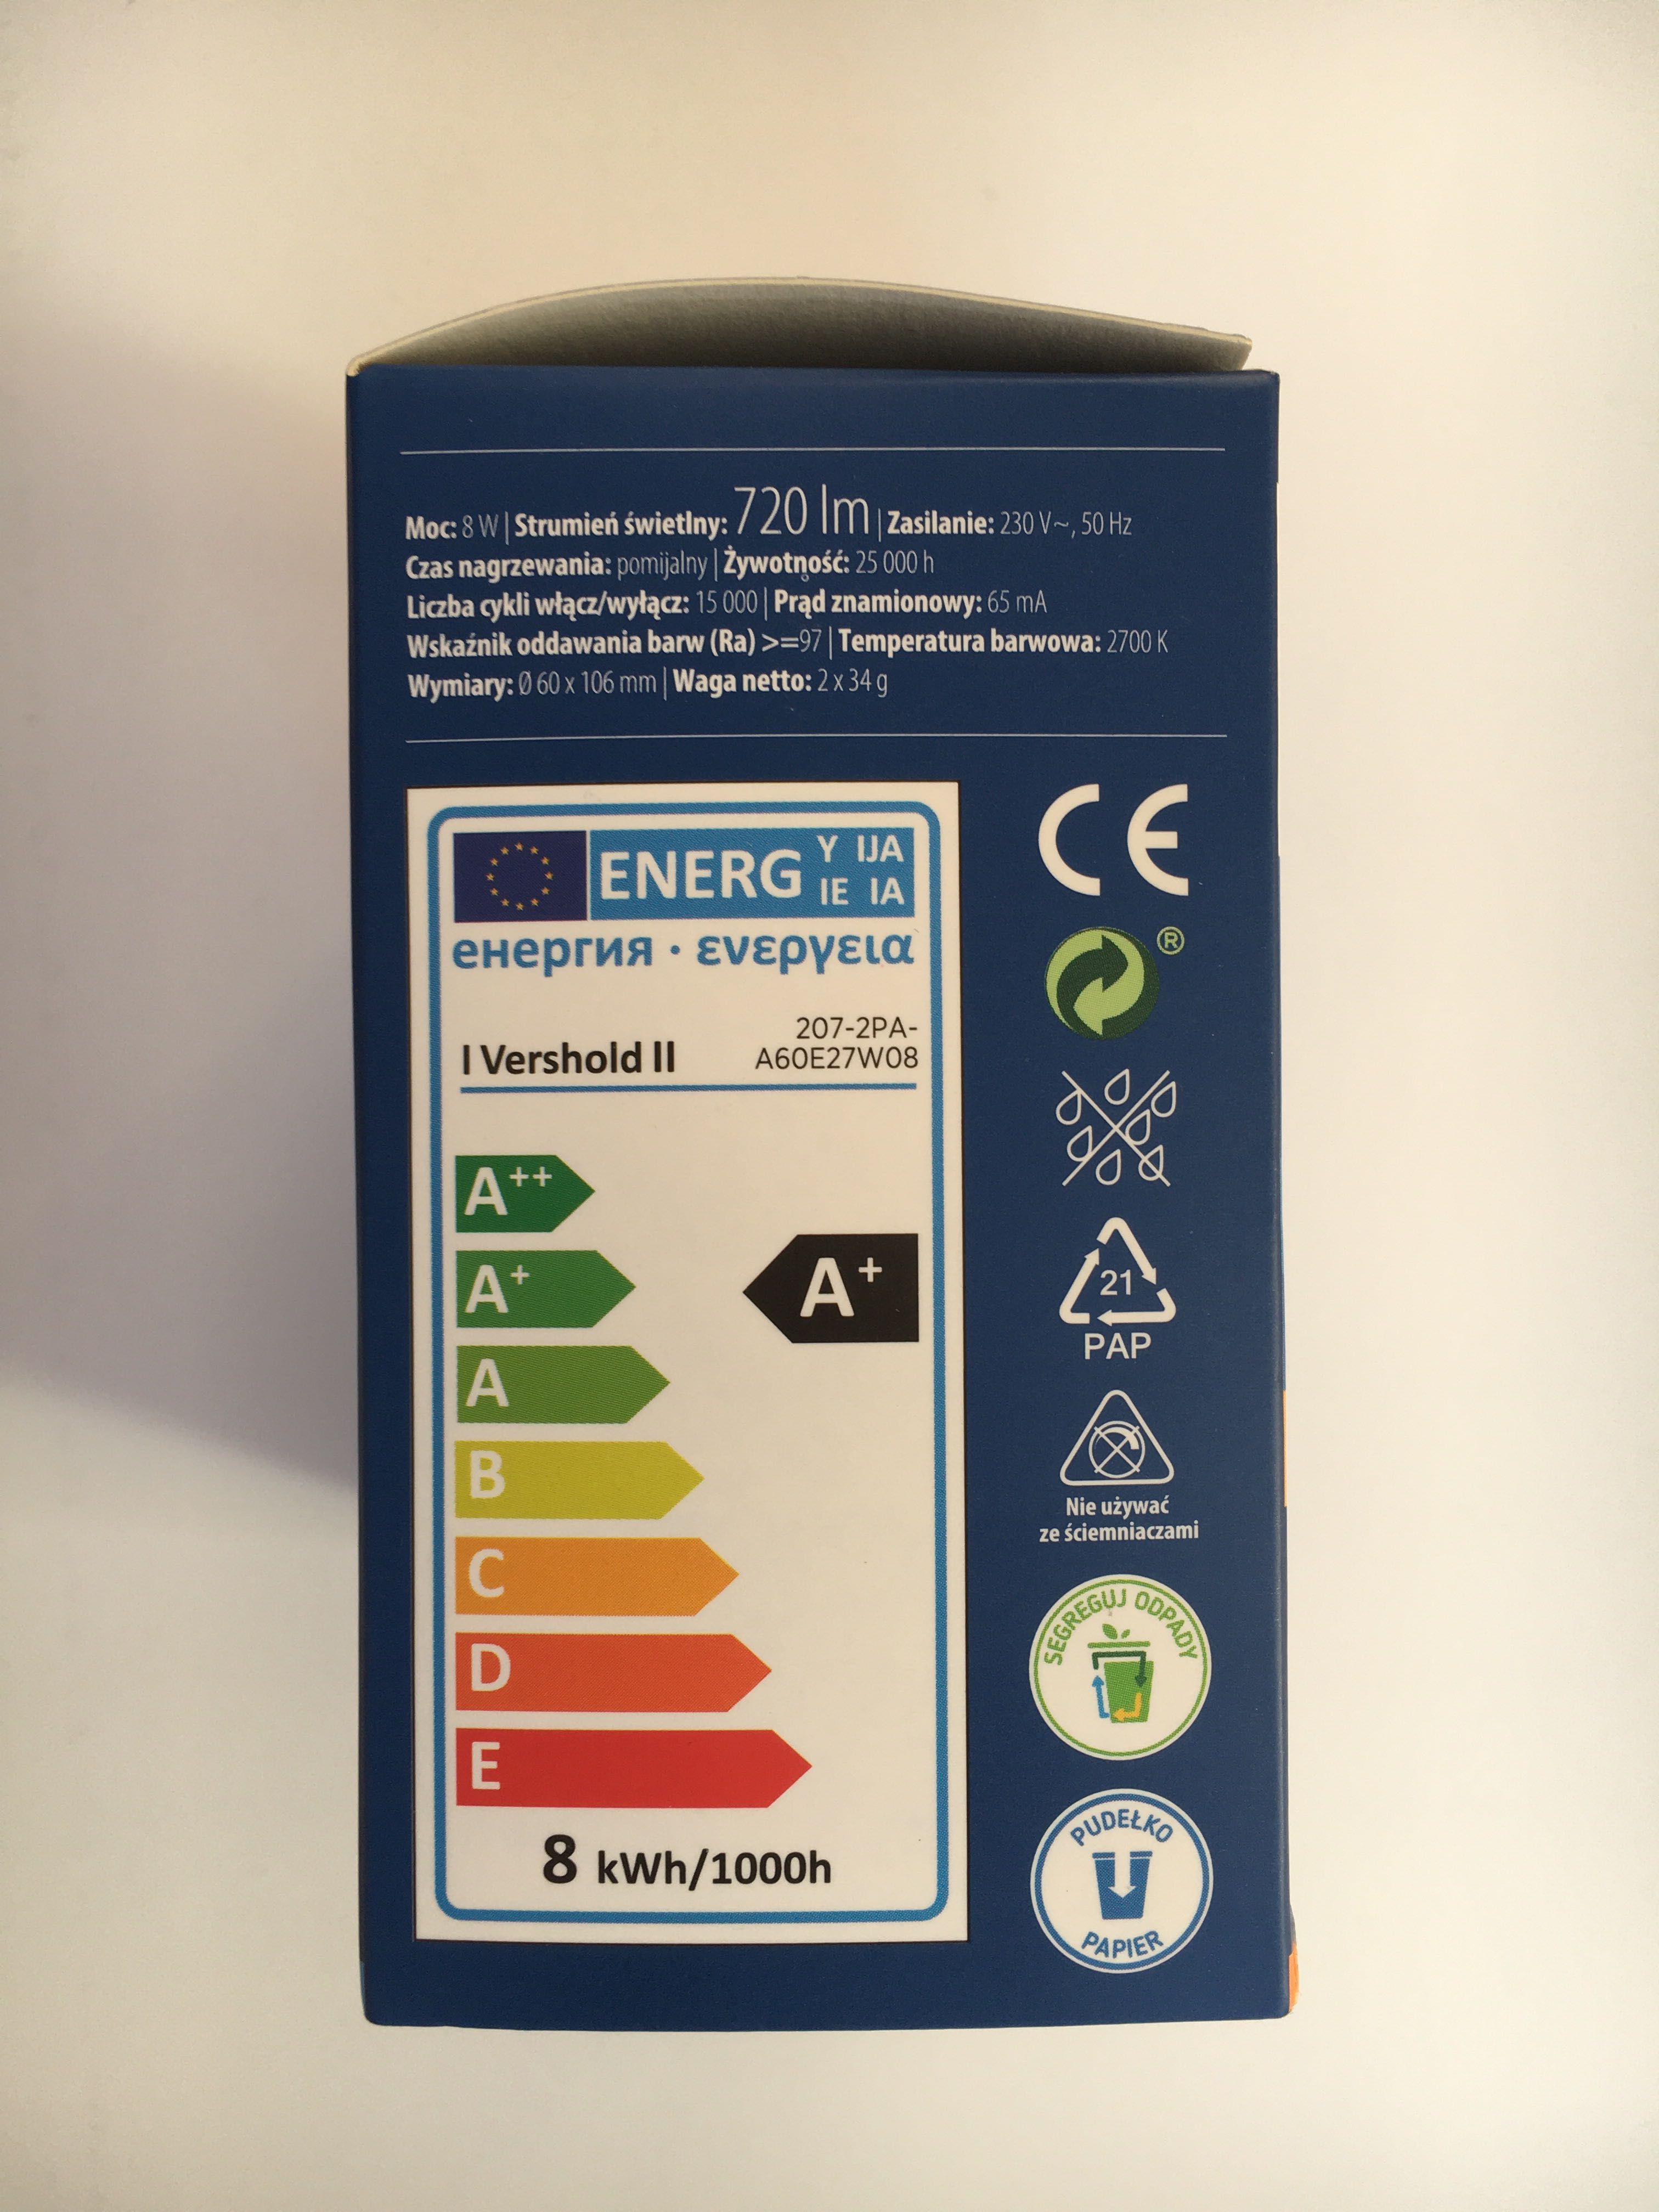 Moc: 8 W | Strumień świetlny: 720 lm | Zasilanie: 230 V~, 50 Hz
Czas nagrzewania: pomijalny | Żywotność: 25 000 h
Liczba cykli włącz/wyłącz: 15 000 | Prąd znamionowy: 65 mA
Wskaźnik oddawania barw (Ra) >=97 | Temperatura barwowa: 2700 K
Wymiary: Ø 60 x 106 mm | Waga netto: 2 x 34 g
ENERG Y IJA
IE IA
енергия · ενεργεια
I Vershold II
207-2PA-
A60E27W08
A++
A+
A+
A
B
C
D
E
8 kWh/1000h
CE
®
21
PAP
Nie używać
ze ściemniaczami
SEGREGUJ ODPADY
PUDEŁKO
PAPIER